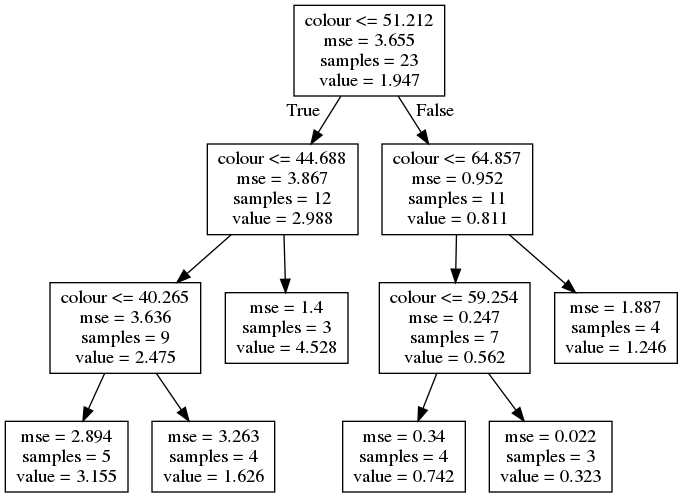 colour <= 51.212
mse = 3.655
samples = 23
value = 1.947
True
False
colour <= 44.688
mse = 3.867
samples = 12
value = 2.988
colour <= 64.857
mse = 0.952
samples = 11
value = 0.811
colour <= 40.265
mse = 3.636
samples = 9
value = 2.475
mse = 1.4
samples = 3
value = 4.528
colour <= 59.254
mse = 0.247
samples = 7
value = 0.562
mse = 1.887
samples = 4
value = 1.246
mse = 2.894
samples = 5
value = 3.155
mse = 3.263
samples = 4
value = 1.626
mse = 0.34
samples = 4
value = 0.742
mse = 0.022
samples = 3
value = 0.323